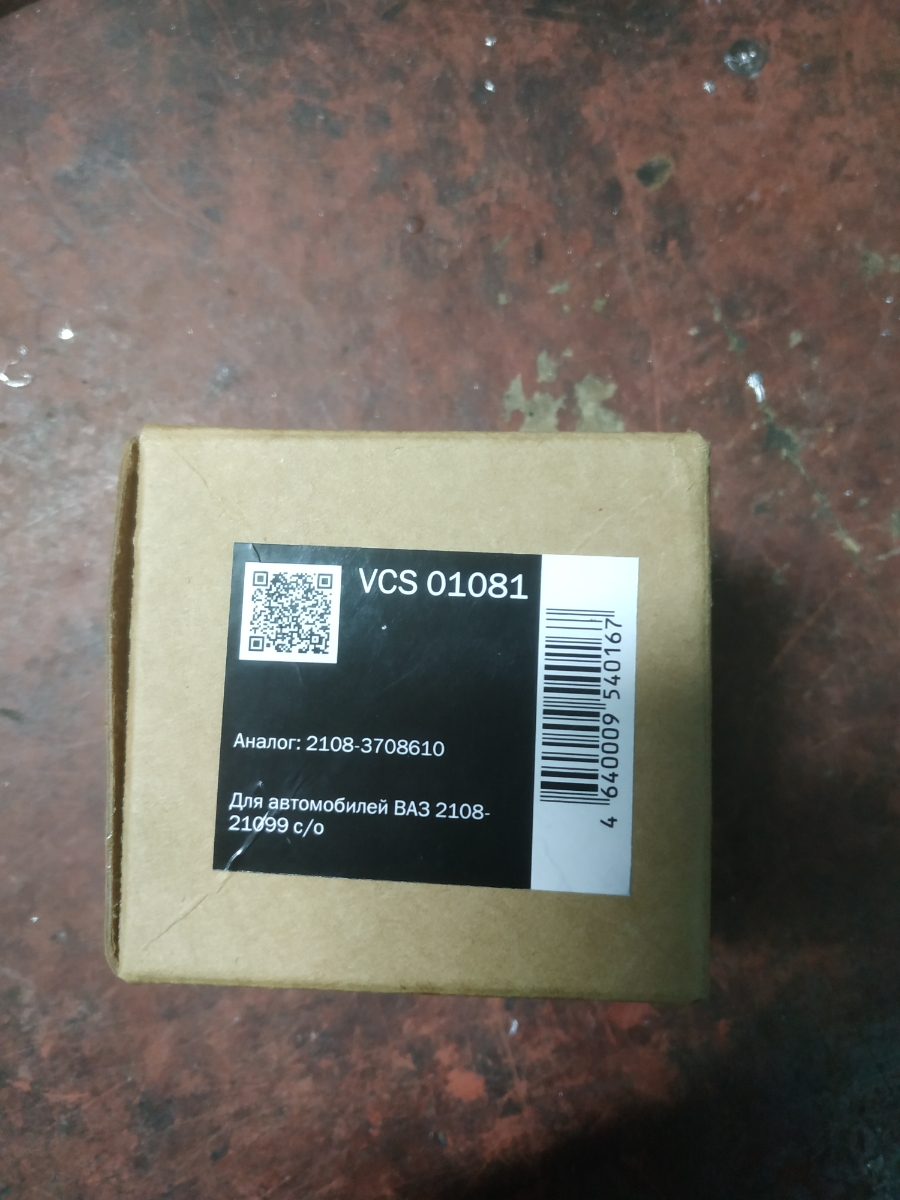 VCS 01081
Аналог: 2108-3708610
Для автомобилей ВАЗ 2108-
21099 с/о
4 640009 540167